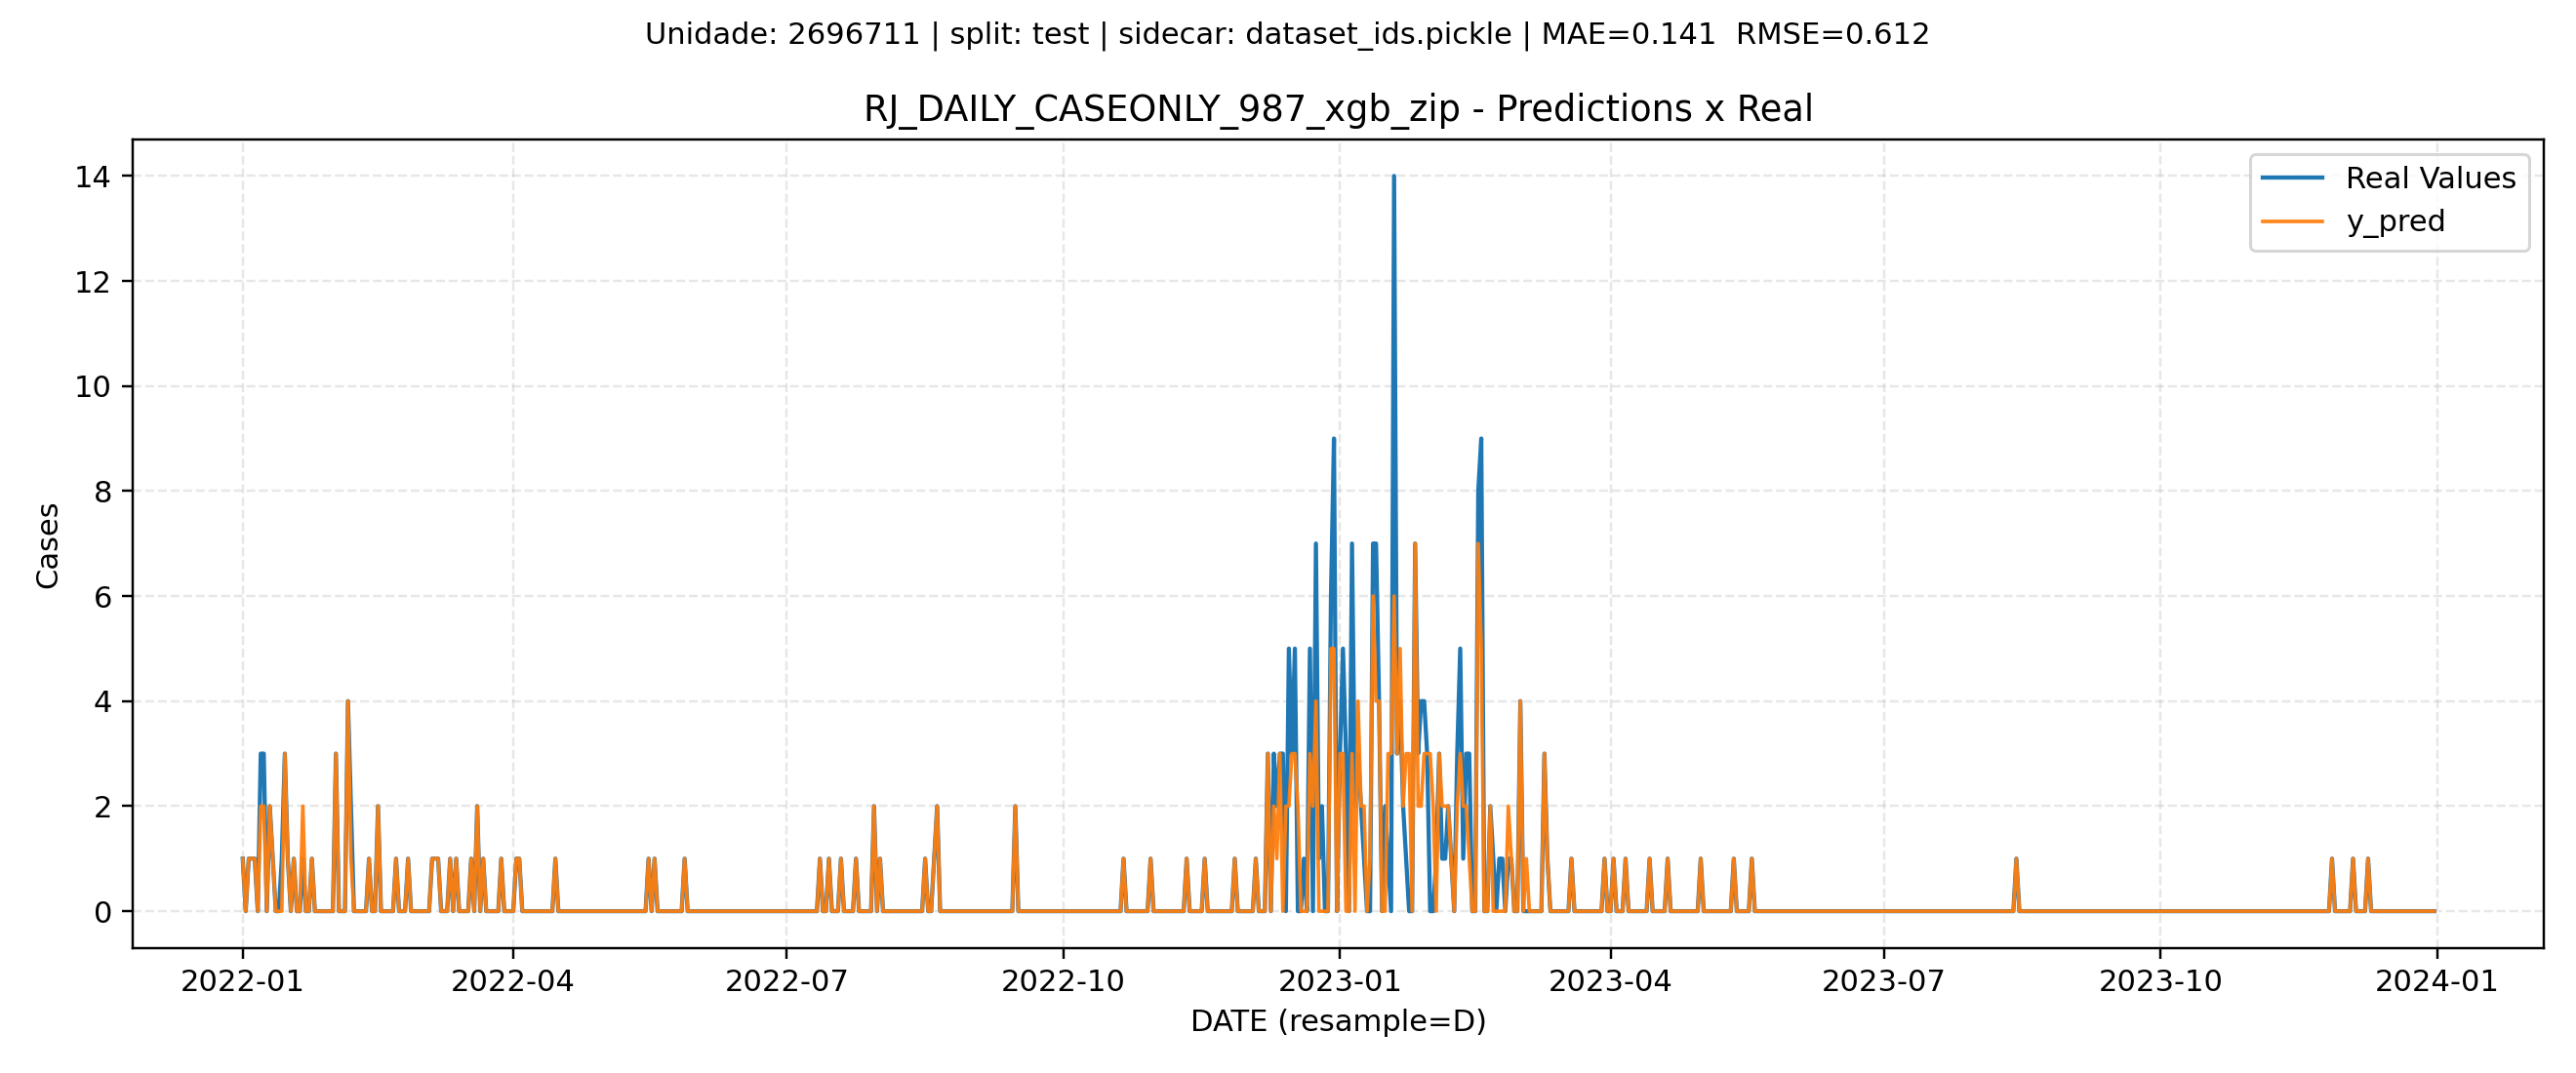 Unidade: 2696711 | split: test | sidecar: dataset_ids.pickle | MAE=0.141  RMSE=0.612
RJ_DAILY_CASEONLY_987_xgb_zip - Predictions x Real
Real Values
y_pred
14
12
10
8
6
4
2
0
Cases
2022-01
2022-04
2022-07
2022-10
2023-01
2023-04
2023-07
2023-10
2024-01
DATE (resample=D)